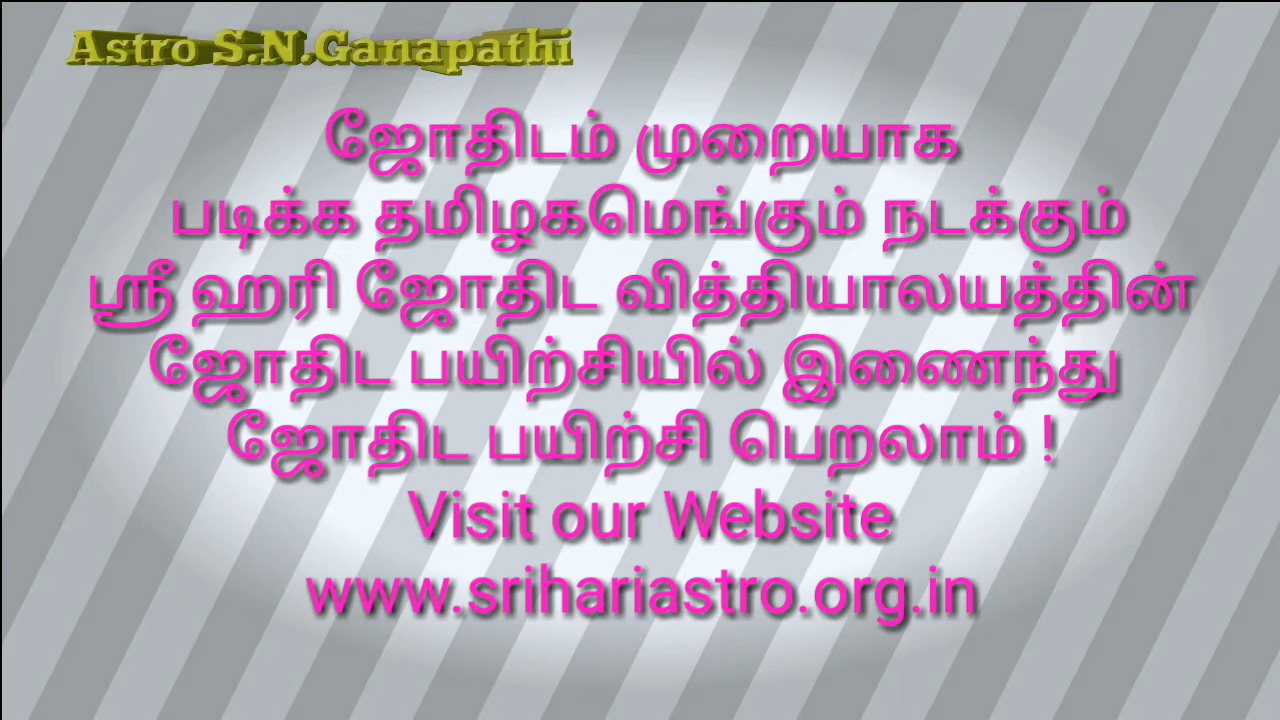 Astro S.N.Ganapathi
ஜோதிடம் முறையாக
படிக்க தமிழகமெங்கும் நடக்கும்
ஸ்ரீ ஹரி ஜோதிட வித்தியாலயத்தின்
ஜோதிட பயிற்சியில் இணைந்து
ஜோதிட பயிற்சி பெறலாம் !
Visit our Website
www.srihariastro.org.in